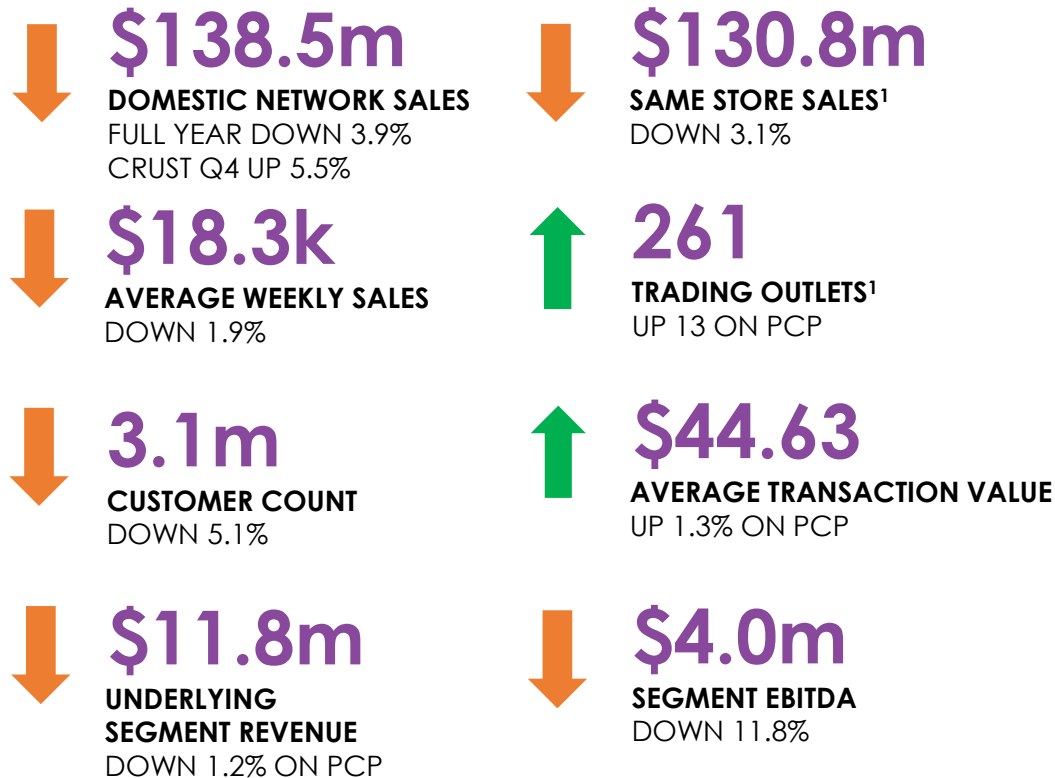 $138.5m
DOMESTIC NETWORK SALES
FULL YEAR DOWN 3.9%
CRUST Q4 UP 5.5%
$130.8m
SAME STORE SALES¹
DOWN 3.1%
$18.3k
AVERAGE WEEKLY SALES
DOWN 1.9%
261
TRADING OUTLETS¹
UP 13 ON PCP
3.1m
CUSTOMER COUNT
DOWN 5.1%
$44.63
AVERAGE TRANSACTION VALUE
UP 1.3% ON PCP
$11.8m
UNDERLYING
SEGMENT REVENUE
DOWN 1.2% ON PCP
$4.0m
SEGMENT EBITDA
DOWN 11.8%